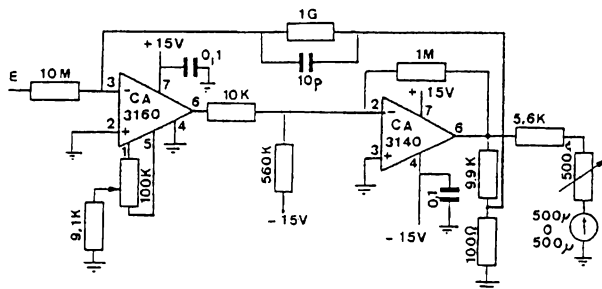 1G
+15V
0,1
10p
1M
E
10M
3
7
−
CA
3160
6
10K
2
+
4
1
5
100K
9,1K
560K
-15V
2
7
+15V
−
CA
3140
6
3
+
4
0,1
-15V
5,6K
9,9K
100Ω
500Ω
500µ
0
500µ